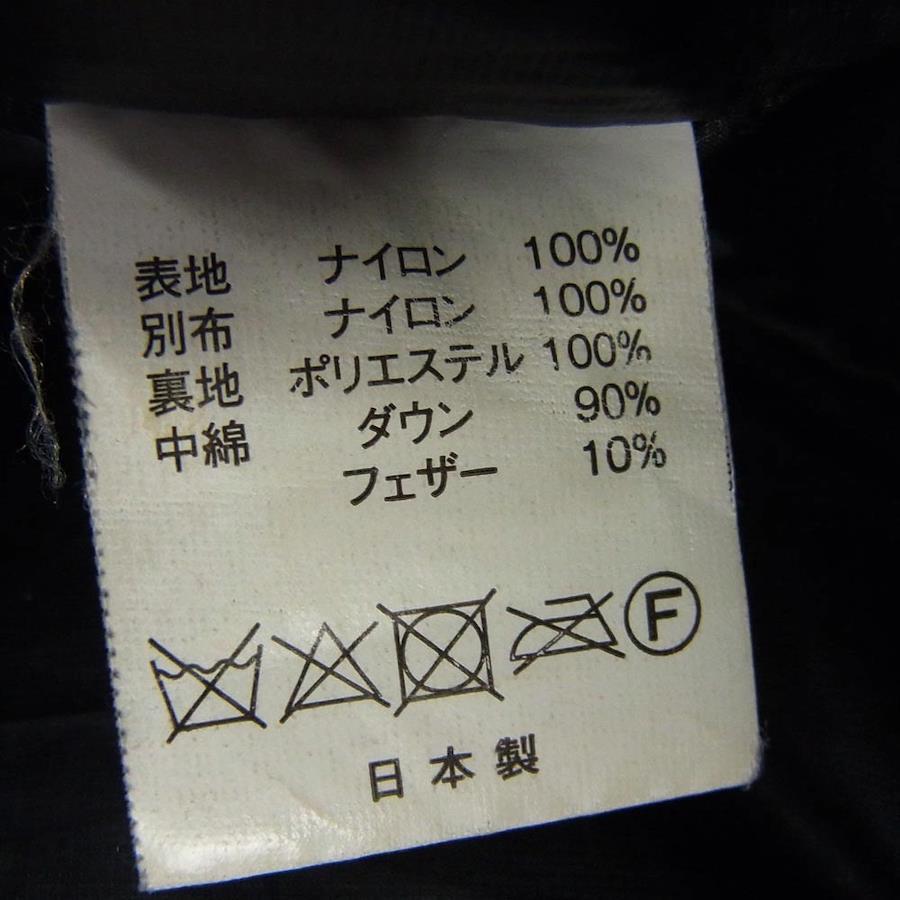 表地 ナイロン 100%
別布 ナイロン 100%
裏地 ポリエステル 100%
中綿 ダウン 90%
フェザー 10%
F
日本製